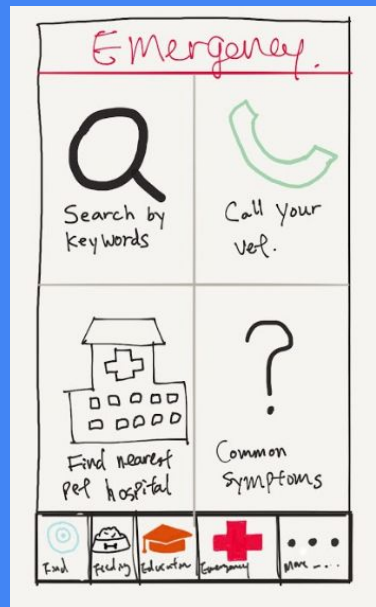 Emergency.
Search by
keywords
Call your
vet.
Find nearest
pet hospital
Common
symptoms
Find
Feeding
Education
Emergency
More ....